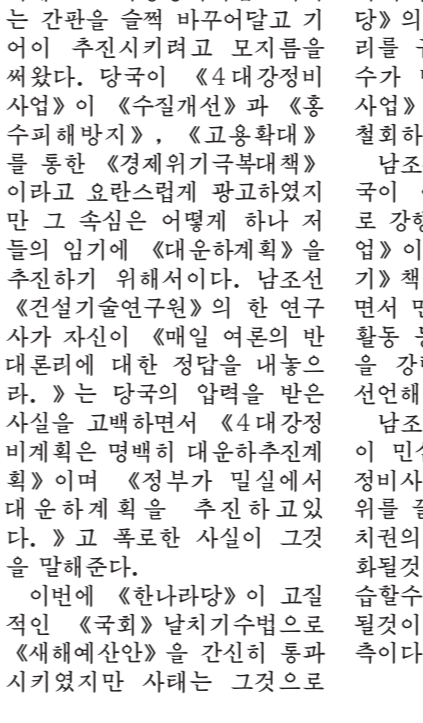 는 간판을 슬쩍 바꾸어달고 기
어이 추진시키려고 모지름을
써왔다. 당국이 《4대강정비
사업》이 《수질개선》과 《홍
수피해방지》, 《고용확대》
를 통한 《경제위기극복대책》
이라고 요란스럽게 광고하였지
만 그 속심은 어떻게 하나 저
들의 임기에 《대운하계획》을
추진하기 위해서이다. 남조선
《건설기술연구원》의 한 연구
사가 자신이 《매일 여론의 반
대론리에 대한 정답을 내놓으
라. 》는 당국의 압력을 받은
사실을 고백하면서 《4대강정
비계획은 명백히 대운하추진계
획》이며 《정부가 밀실에서
대운하계획을 추진하고있
다. 》고 폭로한 사실이 그것
을 말해준다.
이번에 《한나라당》이 고질
적인 《국회》날치기수법으로
《새해예산안》을 간신히 통과
시키였지만 사태는 그것으로
당》의
리를
수가
사업》
철회하
남조
국이
로 강행
업》이
기》책
면서
활동
을 강
선언해
남조
이 민
정비사
위를
치권의
화될것
습할수
될것이
측이다